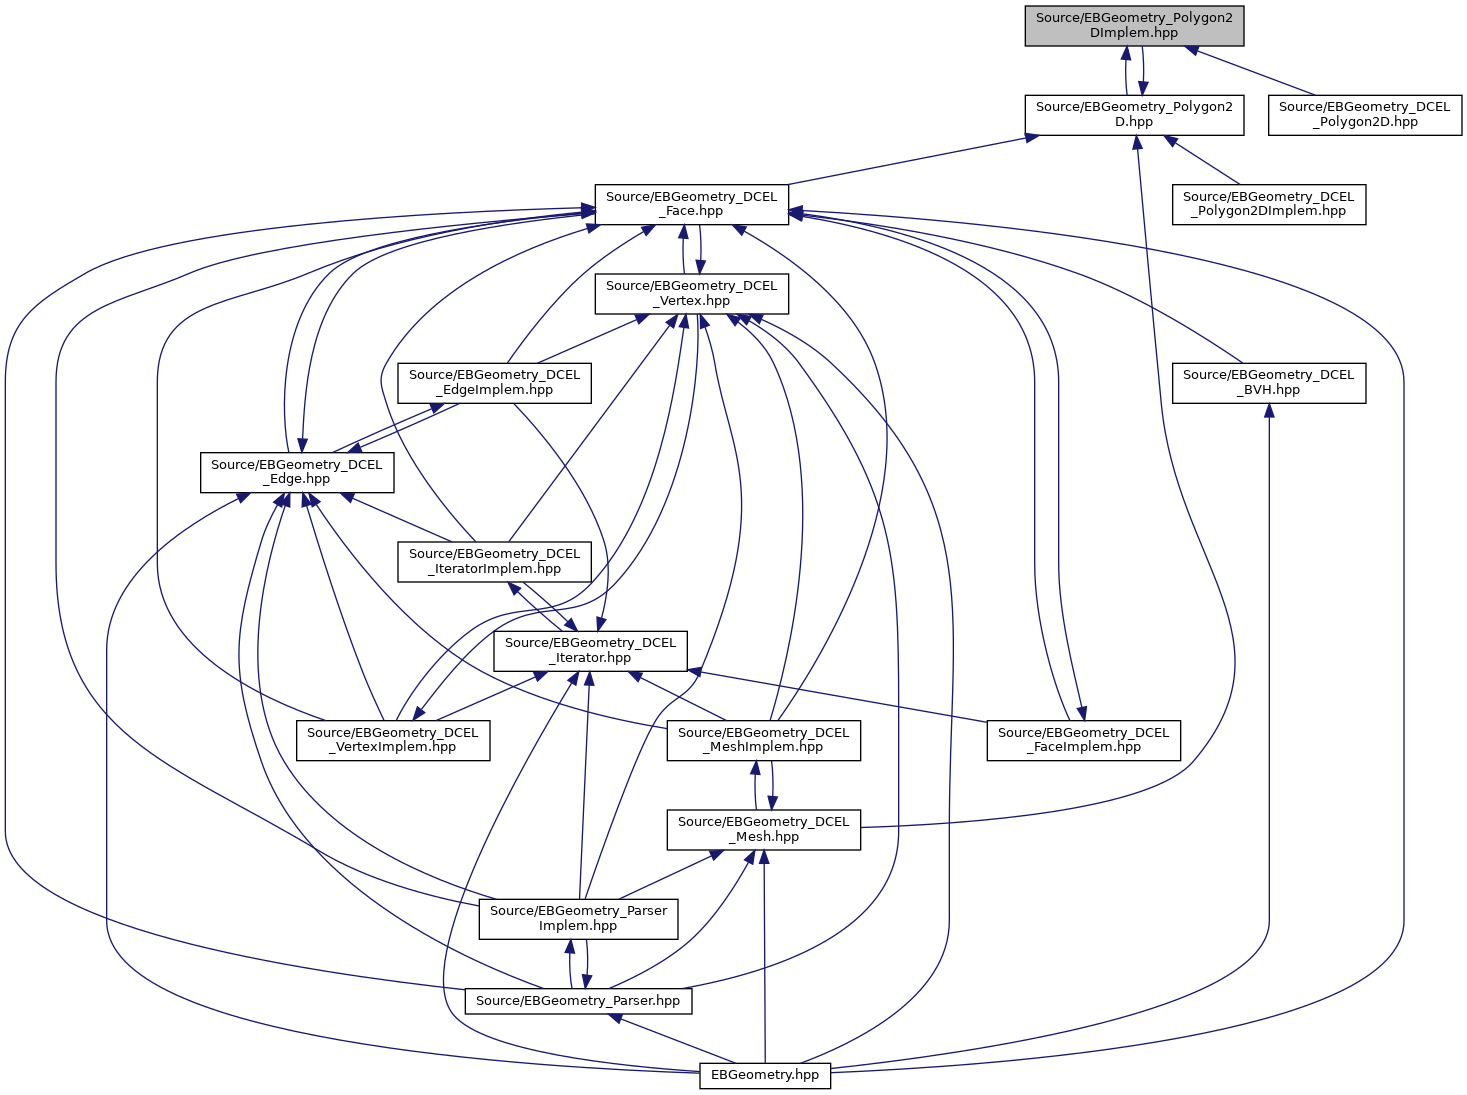 Source/EBGeometry_Polygon2
DImplem.hpp
Source/EBGeometry_Polygon2
D.hpp
Source/EBGeometry_DCEL
_Polygon2D.hpp
Source/EBGeometry_DCEL
_Face.hpp
Source/EBGeometry_DCEL
_Polygon2DImplem.hpp
Source/EBGeometry_DCEL
_Vertex.hpp
Source/EBGeometry_DCEL
_EdgeImplem.hpp
Source/EBGeometry_DCEL
_BVH.hpp
Source/EBGeometry_DCEL
_Edge.hpp
Source/EBGeometry_DCEL
_IteratorImplem.hpp
Source/EBGeometry_DCEL
_Iterator.hpp
Source/EBGeometry_DCEL
_VertexImplem.hpp
Source/EBGeometry_DCEL
_MeshImplem.hpp
Source/EBGeometry_DCEL
_FaceImplem.hpp
Source/EBGeometry_DCEL
_Mesh.hpp
Source/EBGeometry_Parser
Implem.hpp
Source/EBGeometry_Parser.hpp
EBGeometry.hpp